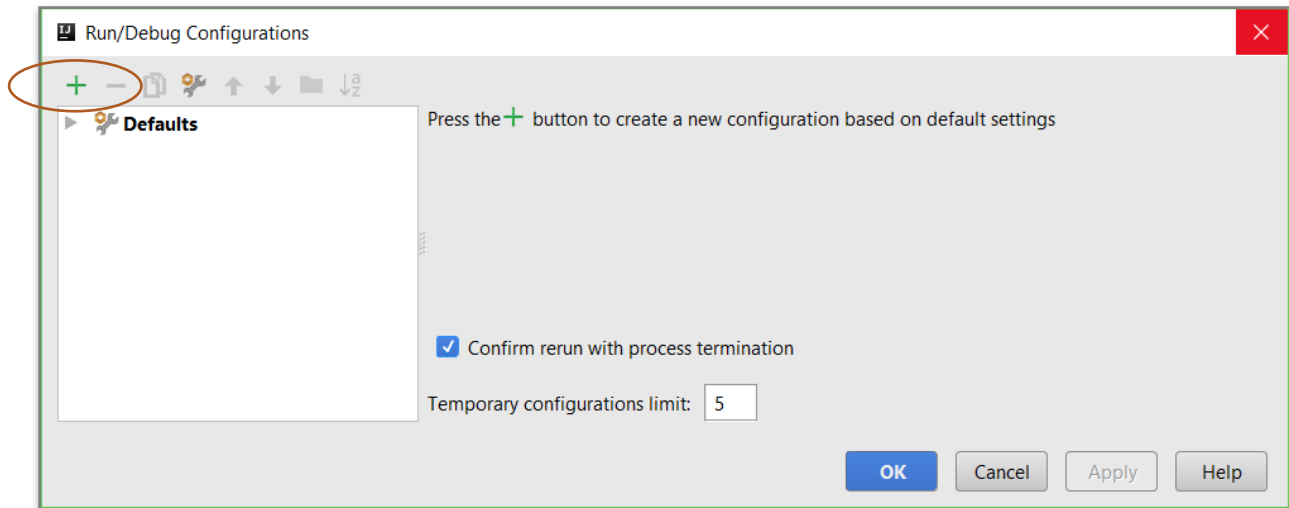 IJ Run/Debug Configurations
a
z
Defaults
Press the + button to create a new configuration based on default settings
Confirm rerun with process termination
Temporary configurations limit: 5
OK Cancel Apply Help